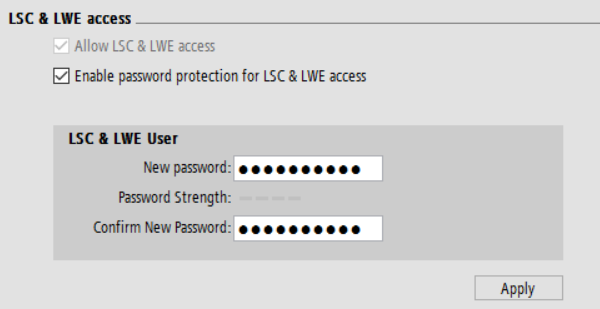 LSC & LWE access
Allow LSC & LWE access
Enable password protection for LSC & LWE access
LSC & LWE User
New password: ●●●●●●●●●●
Password Strength:
Confirm New Password: ●●●●●●●●●●
Apply